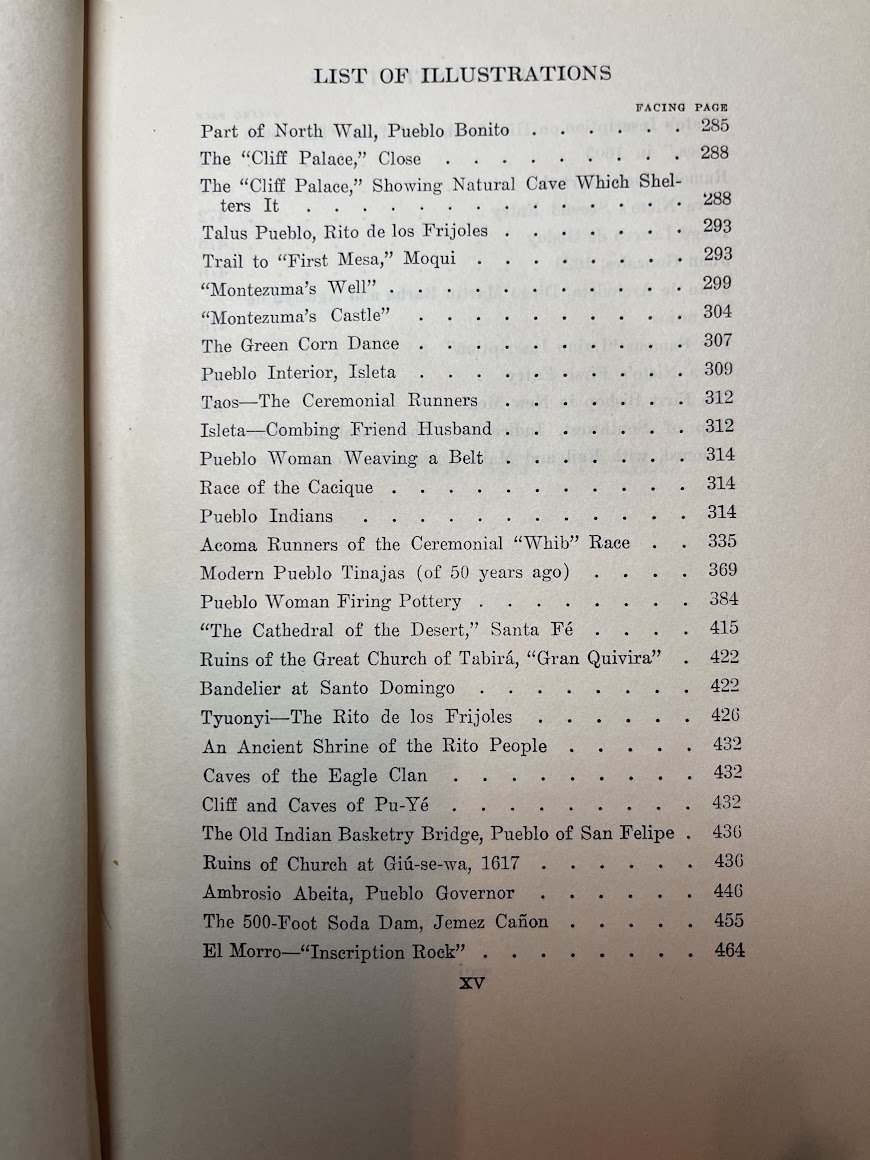 LIST OF ILLUSTRATIONS
FACING PAGE
Part of North Wall, Pueblo Bonito . . . . . . 285
The “Cliff Palace,” Close . . . . . . . . . 288
The “Cliff Palace,” Showing Natural Cave Which Shel-
ters It . . . . . . . . . . . . . . 288
Talus Pueblo, Rito de los Frijoles . . . . . . . 293
Trail to “First Mesa,” Moqui . . . . . . . . 293
“Montezuma’s Well” . . . . . . . . . . . 299
“Montezuma’s Castle” . . . . . . . . . . 304
The Green Corn Dance . . . . . . . . . . 307
Pueblo Interior, Isleta . . . . . . . . . . 309
Taos—The Ceremonial Runners . . . . . . . 312
Isleta—Combing Friend Husband . . . . . . 312
Pueblo Woman Weaving a Belt . . . . . . . 314
Race of the Cacique . . . . . . . . . . . 314
Pueblo Indians . . . . . . . . . . . . 314
Acoma Runners of the Ceremonial “Whib” Race . . 335
Modern Pueblo Tinajas (of 50 years ago) . . . . 369
Pueblo Woman Firing Pottery . . . . . . . . 384
“The Cathedral of the Desert,” Santa Fé . . . . 415
Ruins of the Great Church of Tabirá, “Gran Quivira” . 422
Bandelier at Santo Domingo . . . . . . . . 422
Tyuonyi—The Rito de los Frijoles . . . . . . 426
An Ancient Shrine of the Rito People . . . . . 432
Caves of the Eagle Clan . . . . . . . . . 432
Cliff and Caves of Pu-Yé . . . . . . . . . 432
The Old Indian Basketry Bridge, Pueblo of San Felipe . 436
Ruins of Church at Giú-se-wa, 1617 . . . . . . 436
Ambrosio Abeita, Pueblo Governor . . . . . . 446
The 500-Foot Soda Dam, Jemez Cañon . . . . . 455
El Morro—“Inscription Rock” . . . . . . . . 464
XV